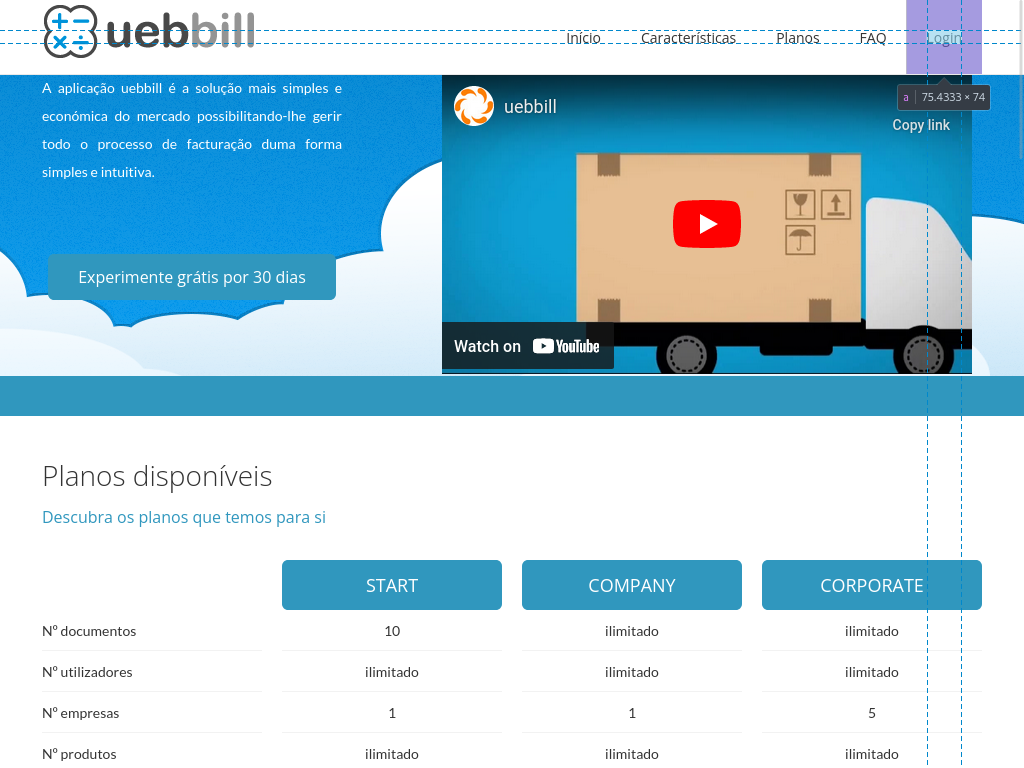 uebbill
Início Características Planos FAQ Login
a 75.4333 × 74
A aplicação uebbill é a solução mais simples e
económica do mercado possibilitando-lhe gerir
todo o processo de facturação duma forma
simples e intuitiva.
Experimente grátis por 30 dias
uebbill
Copy link
Watch on YouTube
Planos disponíveis
Descubra os planos que temos para si
START COMPANY CORPORATE
Nº documentos 10 ilimitado ilimitado
Nº utilizadores ilimitado ilimitado ilimitado
Nº empresas 1 1 5
Nº produtos ilimitado ilimitado ilimitado